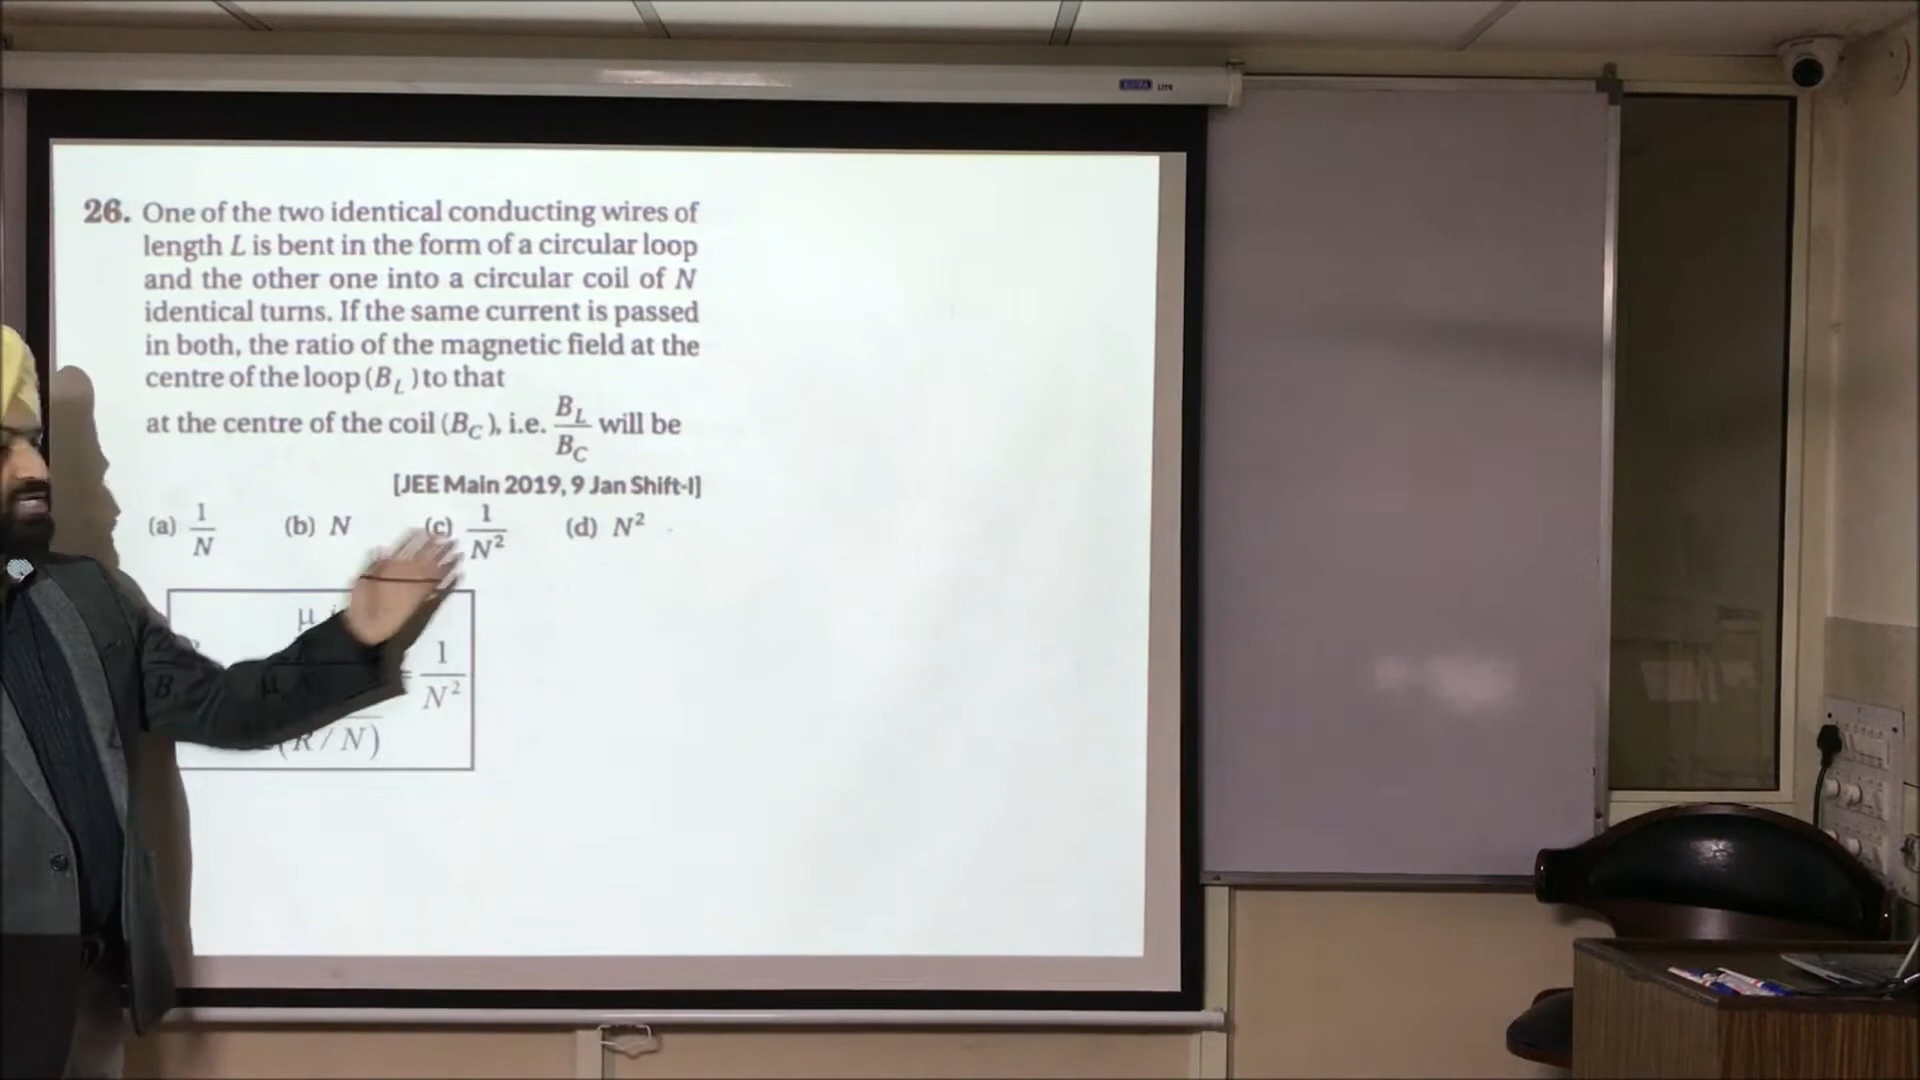 LITE
26. One of the two identical conducting wires of
length L is bent in the form of a circular loop
and the other one into a circular coil of N
identical turns. If the same current is passed
in both, the ratio of the magnetic field at the
centre of the loop (B_L) to that
at the centre of the coil (B_C), i.e. B_L/B_C will be
[JEE Main 2019, 9 Jan Shift-I]
(a) 1/N (b) N (c) 1/N² (d) N²
μ
B μ = 1/N²
(R/N)